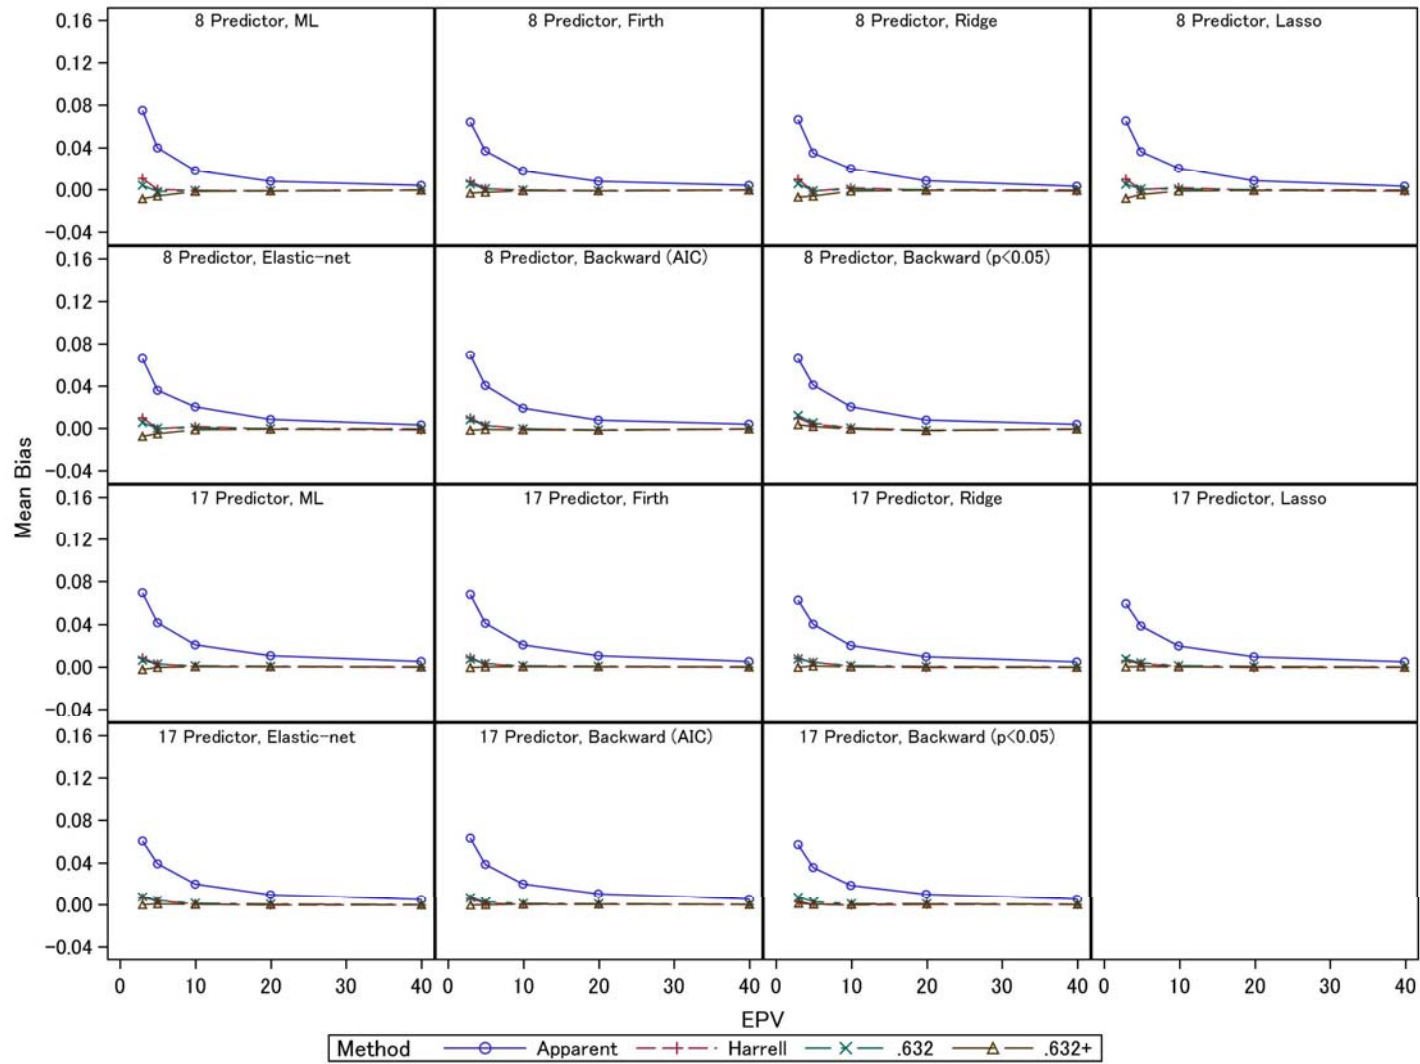 8 Predictor, ML
8 Predictor, Firth
8 Predictor, Ridge
8 Predictor, Lasso
0.16
0.12
0.08
0.04
0.00
-0.04
8 Predictor, Elastic-net
8 Predictor, Backward (AIC)
8 Predictor, Backward (p<0.05)
0.16
0.12
0.08
0.04
0.00
-0.04
Mean Bias
17 Predictor, ML
17 Predictor, Firth
17 Predictor, Ridge
17 Predictor, Lasso
0.16
0.12
0.08
0.04
0.00
-0.04
17 Predictor, Elastic-net
17 Predictor, Backward (AIC)
17 Predictor, Backward (p<0.05)
0.16
0.12
0.08
0.04
0.00
-0.04
0 10 20 30 40 0 10 20 30 40 0 10 20 30 40 0 10 20 30 40
EPV
Method Apparent Harrell .632 .632+